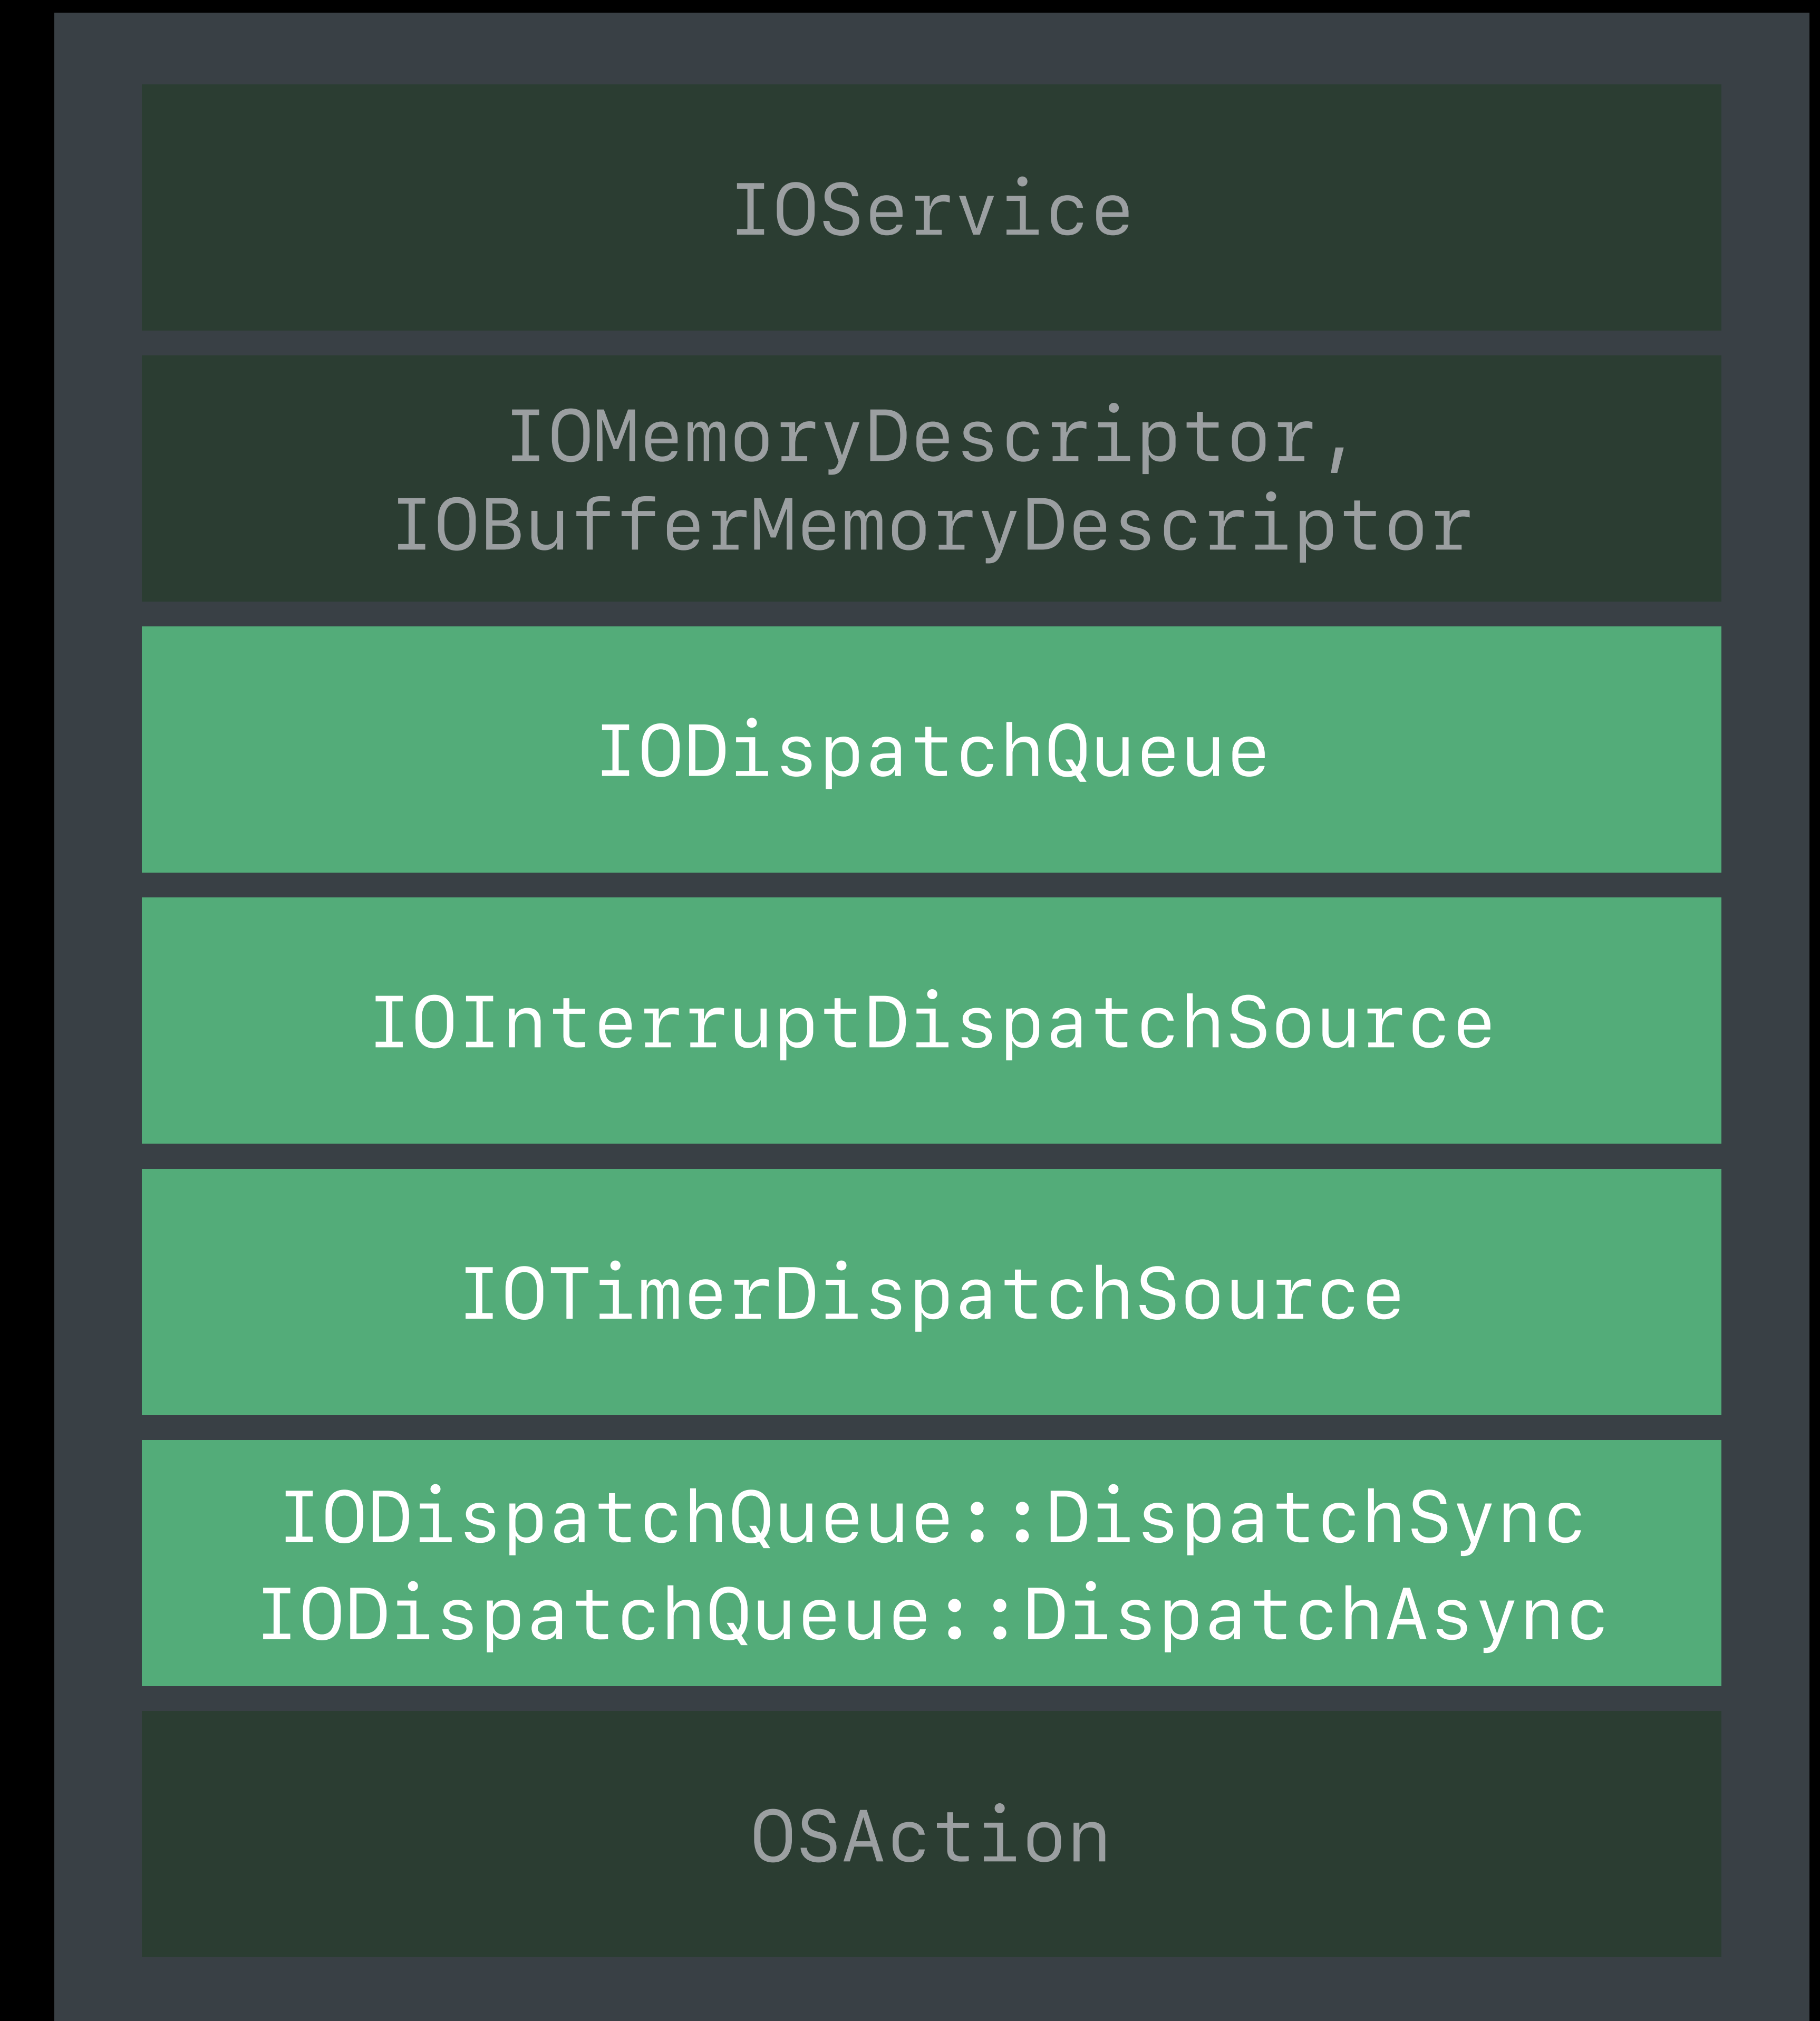 IOService
IOMemoryDescriptor,
IOBufferMemoryDescriptor
IODispatchQueue
IOInterruptDispatchSource
IOTimerDispatchSource
IODispatchQueue::DispatchSync
IODispatchQueue::DispatchAsync
OSAction